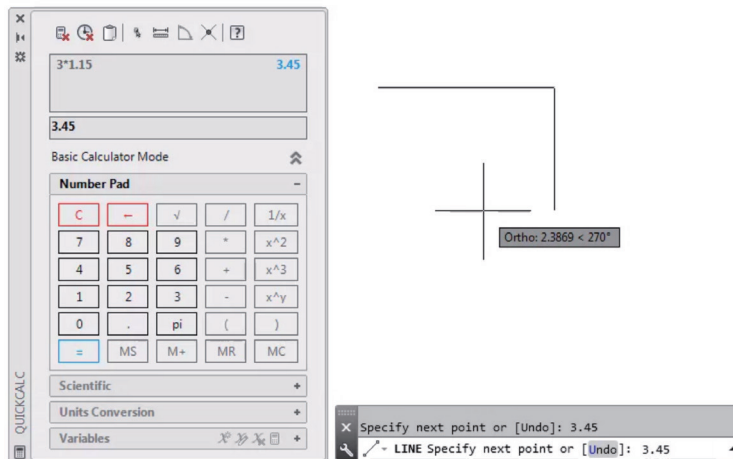 3*1.15 3.45
3.45
Basic Calculator Mode
Number Pad -
C ← √ / 1/x
7 8 9 * x^2
4 5 6 + x^3
1 2 3 - x^y
0 . pi ( )
= MS M+ MR MC
Scientific +
Units Conversion +
Variables +
QUICKCALC
Ortho: 2.3869 < 270°
Specify next point or [Undo]: 3.45
LINE Specify next point or [Undo]: 3.45